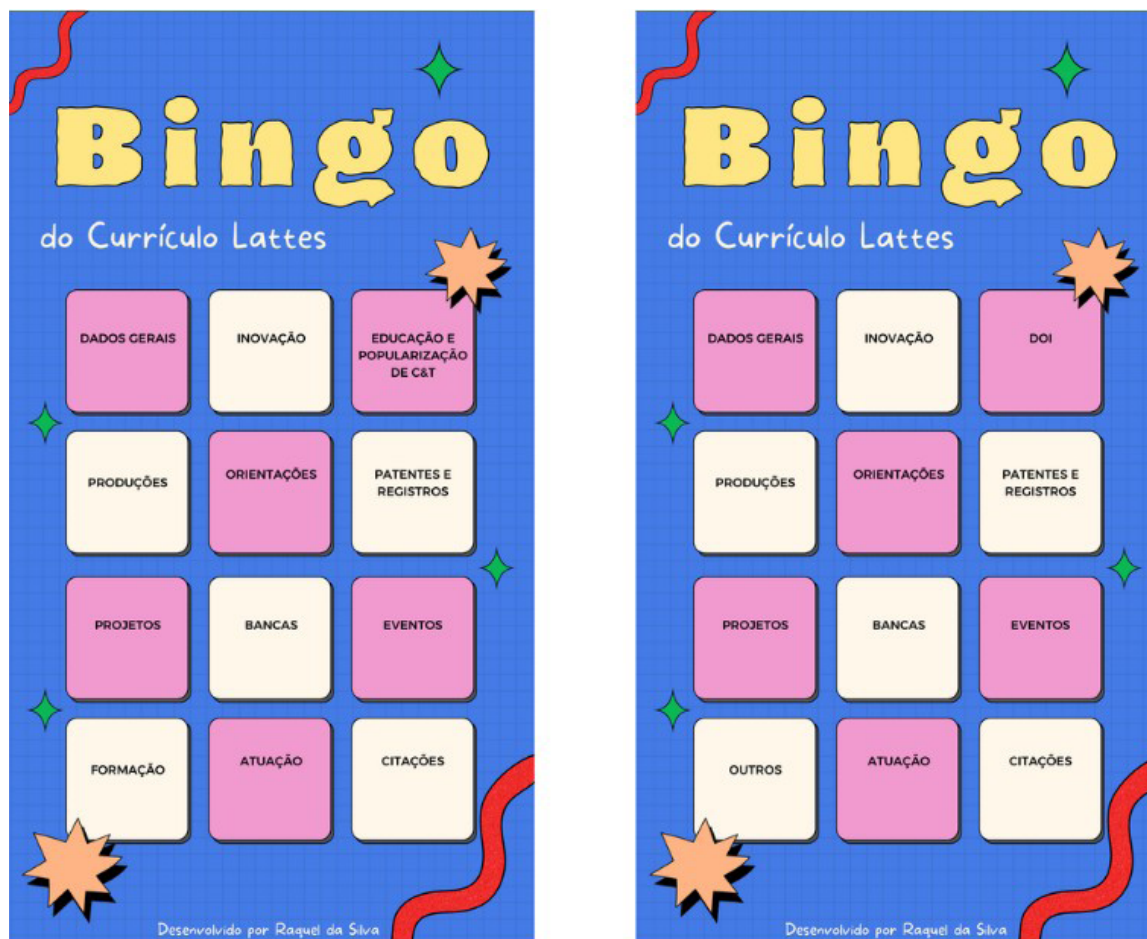 Bingo
do Currículo Lattes
DADOS GERAIS
INOVAÇÃO
EDUCAÇÃO E
POPULARIZAÇÃO
DE C&T
PRODUÇÕES
ORIENTAÇÕES
PATENTES E
REGISTROS
PROJETOS
BANCAS
EVENTOS
FORMAÇÃO
ATUAÇÃO
CITAÇÕES
Desenvolvido por Raquel da Silva
Bingo
do Currículo Lattes
DADOS GERAIS
INOVAÇÃO
DOI
PRODUÇÕES
ORIENTAÇÕES
PATENTES E
REGISTROS
PROJETOS
BANCAS
EVENTOS
OUTROS
ATUAÇÃO
CITAÇÕES
Desenvolvido por Raquel da Silva